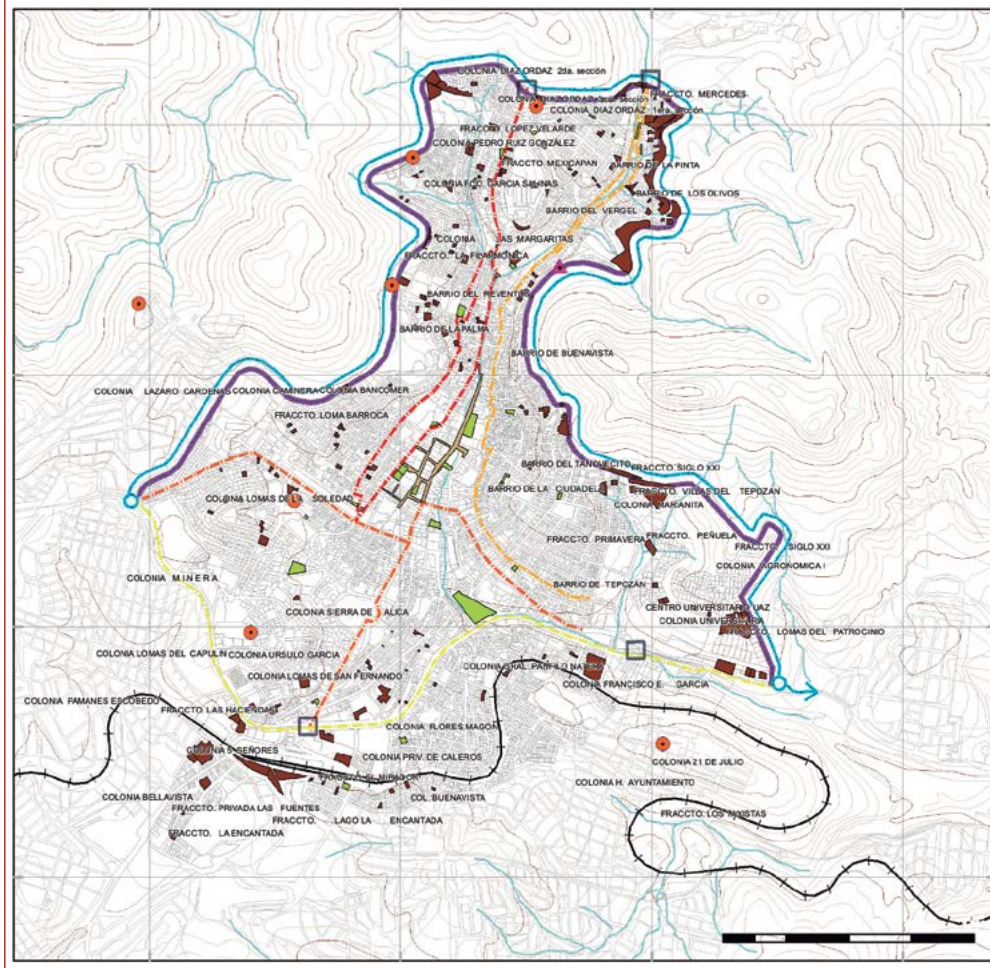 COLONIA DIAZ ORDAZ 2da. sección
FRACCTO. MERCEDES
COLONIA DIAZ ORDAZ 1era. sección
FRACCTO. LOPEZ VELARDE
COLONIA PEDRO RUIZ GONZÁLEZ
FRACCTO. MEXICAPAN
BARRIO DE LA PINTA
COLONIA FCO. GARCIA SALINAS
BARRIO DE LOS OLIVOS
BARRIO DEL VERGEL
COLONIA LAS MARGARITAS
FRACCTO. LA FILARMONICA
BARRIO DEL REVENTON
BARRIO DE LA PALMA
BARRIO DE BUENAVISTA
COLONIA LAZARO CARDENAS
COLONIA CAMINERA
COLONIA BANCOMER
FRACCTO. LOMA BARROCA
BARRIO DEL TANQUECITO
FRACCTO. SIGLO XXI
COLONIA LOMAS DE LA SOLEDAD
BARRIO DE LA CIUDADELA
FRACCTO. VILLAS DEL TEPOZAN
COLONIA MARIANITA
FRACCTO. PRIMAVERA
FRACCTO. PEÑUELA
FRACCTO. SIGLO XXI
COLONIA AGRONOMICA I
COLONIA MINERA
BARRIO DE TEPOZAN
COLONIA SIERRA DE ALICA
CENTRO UNIVERSITARIO UAZ
COLONIA UNIVERSITARIA
FRACCTO. LOMAS DEL PATROCINIO
COLONIA LOMAS DEL CAPULIN
COLONIA URSULO GARCIA
COLONIA GRAL. PANFILO NATERA
COLONIA LOMAS DE SAN FERNANDO
COLONIA FRANCISCO E. GARCIA
COLONIA PAMANES ESCOBEDO
FRACCTO. LAS HACIENDAS
COLONIA FLORES MAGON
COLONIA 5 SEÑORES
COLONIA PRIV. DE CALEROS
COLONIA 21 DE JULIO
FRACCTO. EL MIRADOR
COLONIA H. AYUNTAMIENTO
COLONIA BELLAVISTA
COL. BUENAVISTA
FRACCTO. PRIVADA LAS FUENTES
FRACCTO. LOS TAXISTAS
FRACCTO. LAGO LA ENCANTADA
FRACCTO. LA ENCANTADA